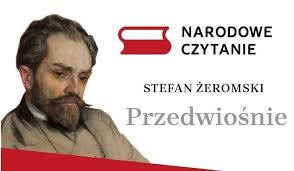 NARODOWE
CZYTANIE
STEFAN ŻEROMSKI
Przedwiośnie